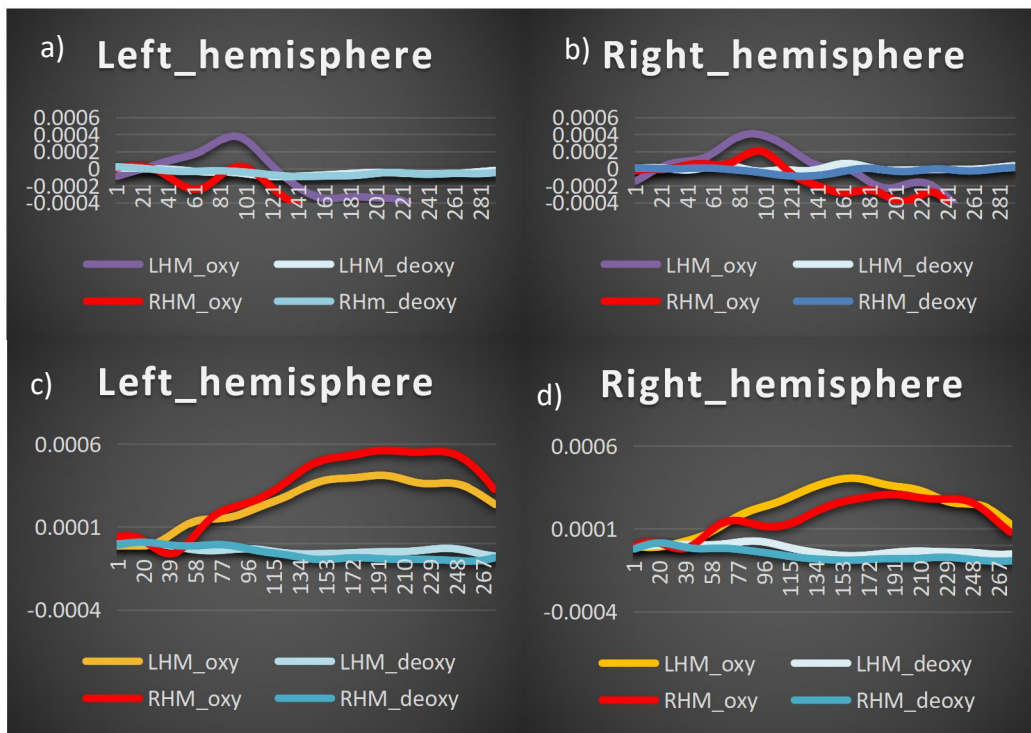 a)
Left_hemisphere
0.0006
0.0004
0.0002
0
-0.0002
-0.0004
1 21 41 61 81 101 121 141 161 181 201 221 241 261 281
LHM_oxy LHM_deoxy
RHM_oxy RHm_deoxy
b)
Right_hemisphere
0.0006
0.0004
0.0002
0
-0.0002
-0.0004
1 21 41 61 81 101 121 141 161 181 201 221 241 261 281
LHM_oxy LHM_deoxy
RHM_oxy RHM_deoxy
c)
Left_hemisphere
0.0006
0.0001
-0.0004
1 20 39 58 77 96 115 134 153 172 191 210 229 248 267
LHM_oxy LHM_deoxy
RHM_oxy RHM_deoxy
d)
Right_hemisphere
0.0006
0.0001
-0.0004
1 20 39 58 77 96 115 134 153 172 191 210 229 248 267
LHM_oxy LHM_deoxy
RHM_oxy RHM_deoxy